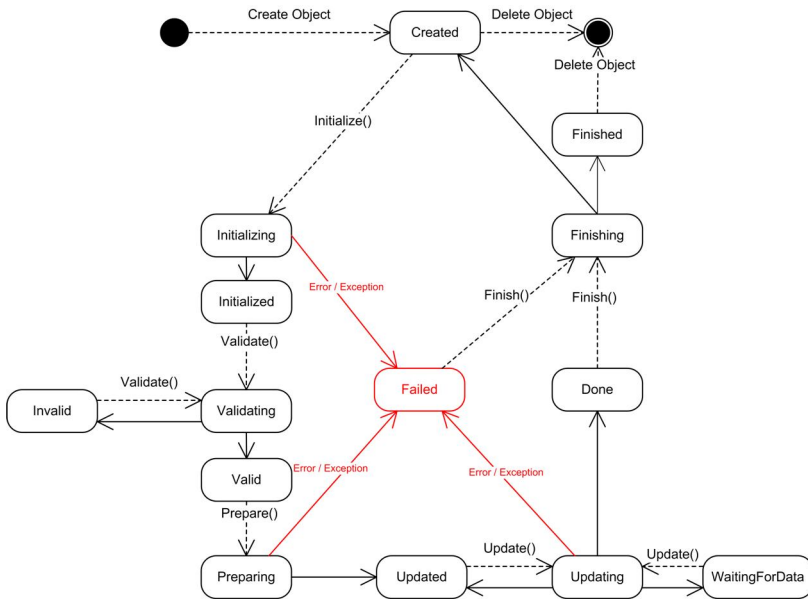 Create Object
Created
Delete Object
Delete Object
Initialize()
Finished
Initializing
Finishing
Error / Exception
Initialized
Finish()
Finish()
Validate()
Validate()
Failed
Done
Invalid
Validating
Valid
Error / Exception
Error / Exception
Prepare()
Update()
Update()
Preparing
Updated
Updating
WaitingForData